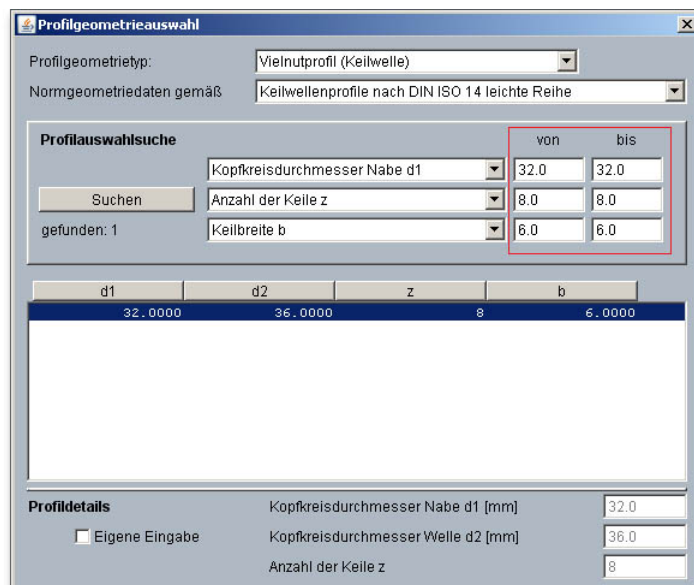 Profilgeometrieauswahl
Profilgeometrietyp: Vielnutprofil (Keilwelle)
Normgeometriedaten gemäß Keilwellenprofile nach DIN ISO 14 leichte Reihe
Profilauswahlsuche von bis
Kopfkreisdurchmesser Nabe d1 32.0 32.0
Suchen Anzahl der Keile z 8.0 8.0
gefunden: 1 Keilbreite b 6.0 6.0
d1 d2 z b
32.0000 36.0000 8 6.0000
Profildetails Kopfkreisdurchmesser Nabe d1 [mm] 32.0
Eigene Eingabe Kopfkreisdurchmesser Welle d2 [mm] 36.0
Anzahl der Keile z 8